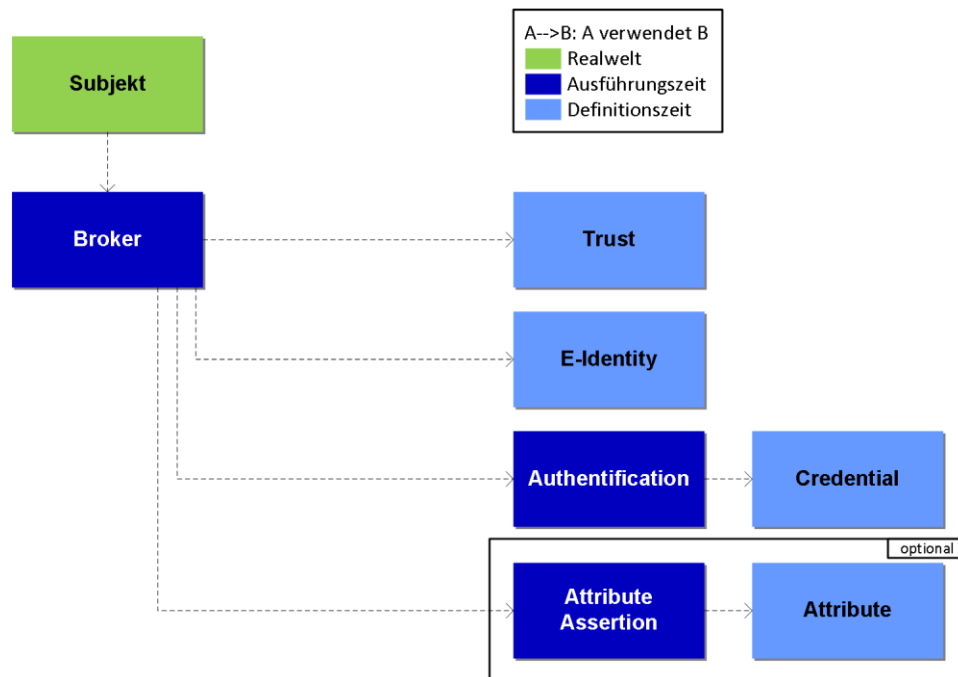 A-->B: A verwendet B
Realwelt
Ausführungszeit
Definitionszeit
Subjekt
Broker
Trust
E-Identity
Authentification
Credential
optional
Attribute
Assertion
Attribute